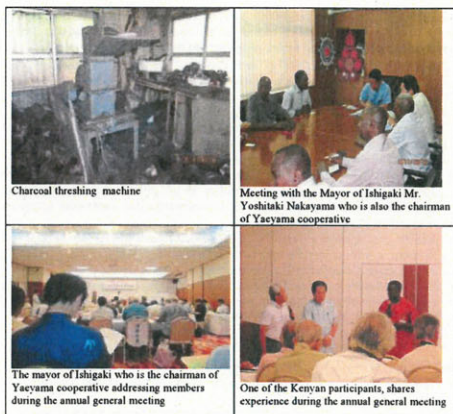 Charcoal threshing machine
Meeting with the Mayor of Ishigaki Mr.
Yoshitaki Nakayama who is also the chairman
of Yaeyama cooperative
The mayor of Ishigaki who is the chairman of
Yaeyama cooperative addressing members
during the annual general meeting
One of the Kenyan participants, shares
experience during the annual general meeting